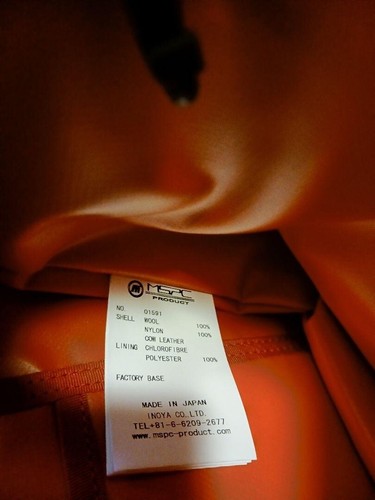 MSPC
PRODUCT
NO. 01591
SHELL WOOL
NYLON 100%
COW LEATHER 100%
LINING CHLOROFIBRE
POLYESTER 100%
FACTORY BASE
MADE IN JAPAN
INOYA CO.,LTD.
TEL+81-6-6209-2677
www.mspc-product.com